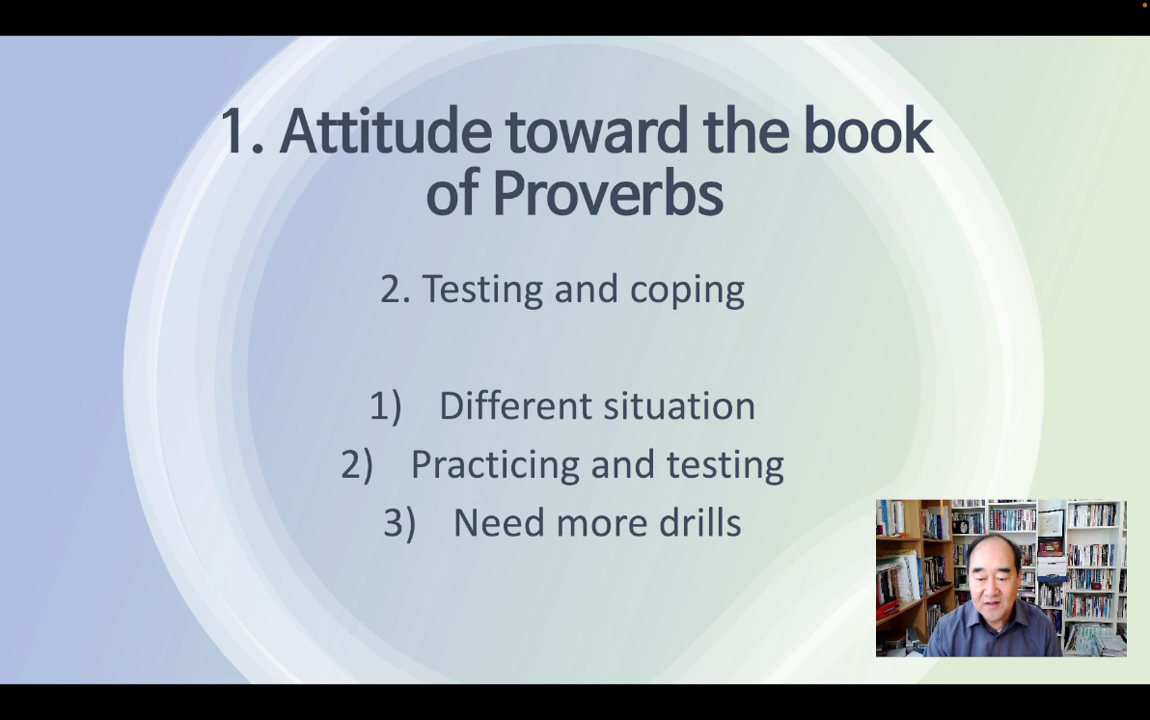 1. Attitude toward the book
of Proverbs
2. Testing and coping
1) Different situation
2) Practicing and testing
3) Need more drills